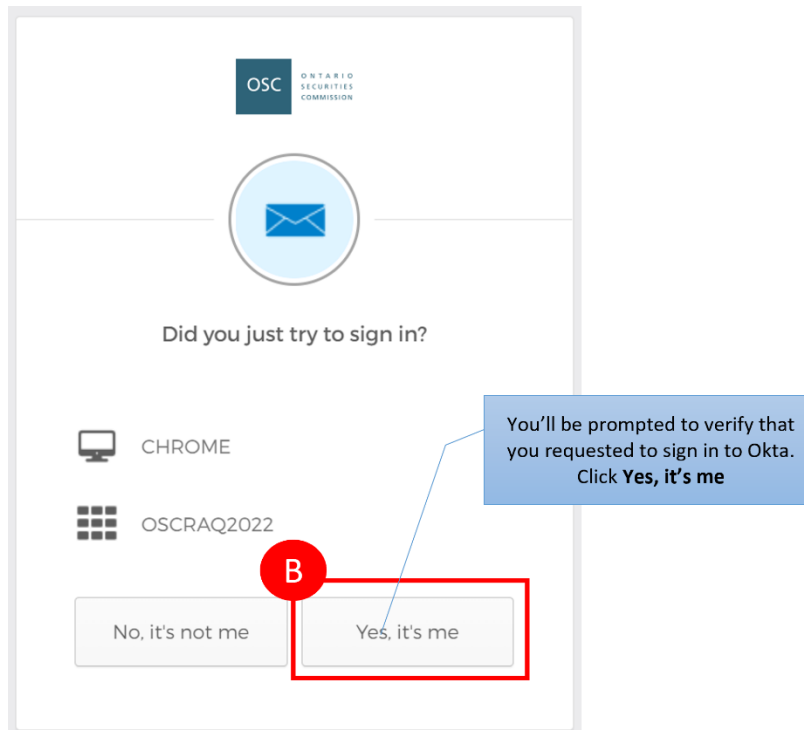 OSC
ONTARIO
SECURITIES
COMMISSION
Did you just try to sign in?
You’ll be prompted to verify that
you requested to sign in to Okta.
Click Yes, it’s me
CHROME
OSCRAQ2022
B
No, it's not me
Yes, it's me